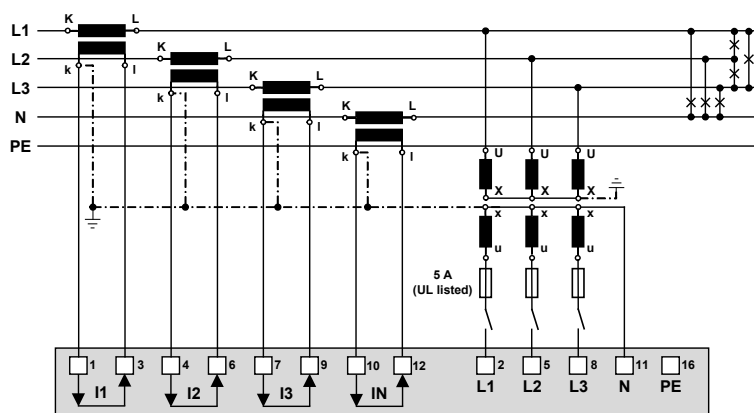 L1 K L
L2 K L
k l
L3 K L
k l
N K L
k l
PE
k l
U U U
X X X
x x x
u u u
5 A
(UL listed)
1 3 4 6 7 9 10 12 2 5 8 11 16
I1 I2 I3 IN L1 L2 L3 N PE